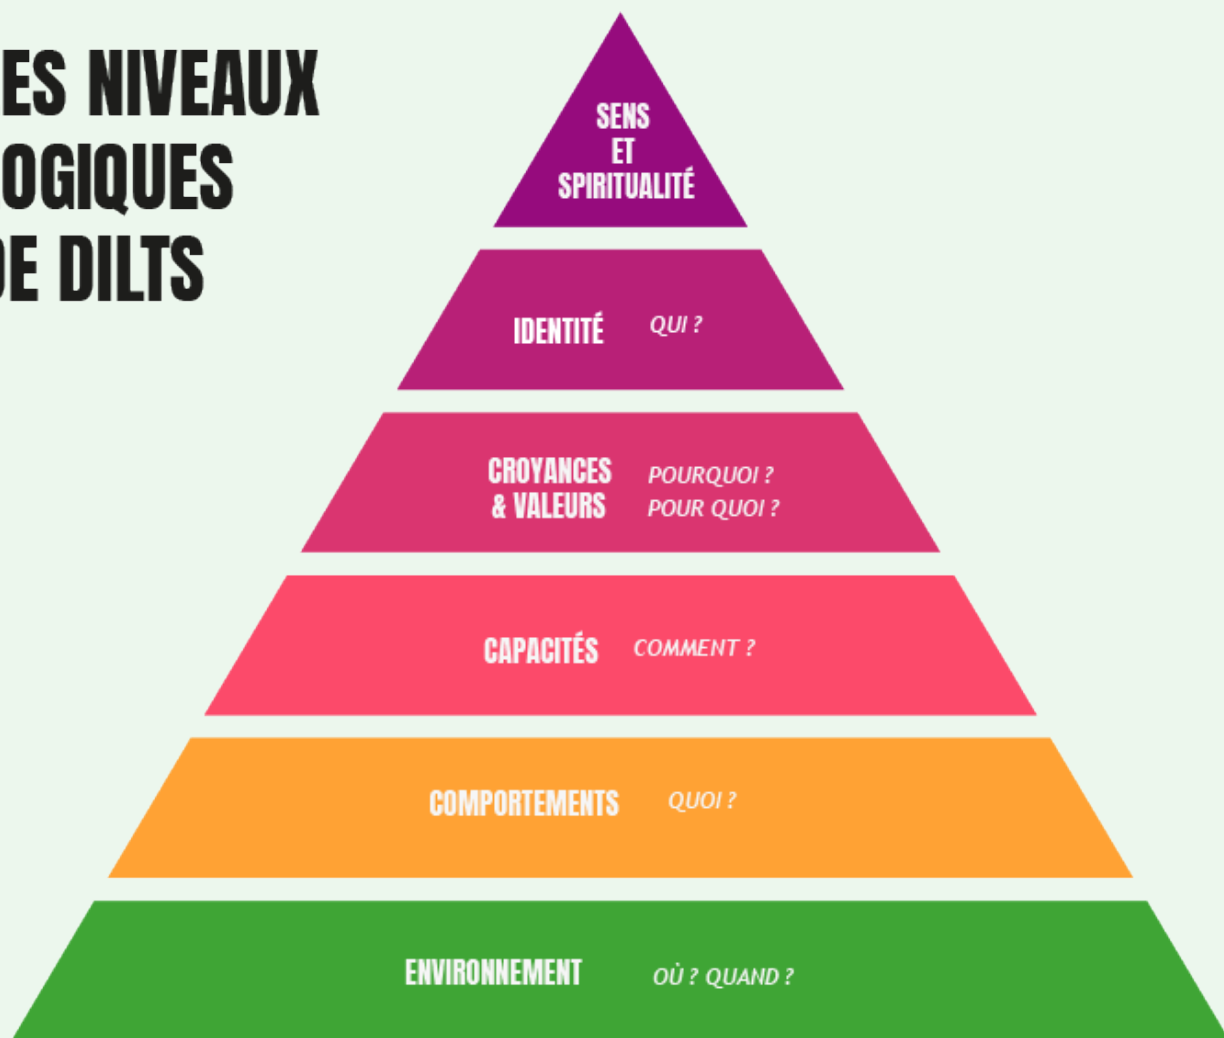 ES NIVEAUX
OGIQUES
DE DILTS
SENS
ET
SPIRITUALITÉ
IDENTITÉ QUI ?
CROYANCES POURQUOI ?
& VALEURS POUR QUOI ?
CAPACITÉS COMMENT ?
COMPORTEMENTS QUOI ?
ENVIRONNEMENT OÙ ? QUAND ?